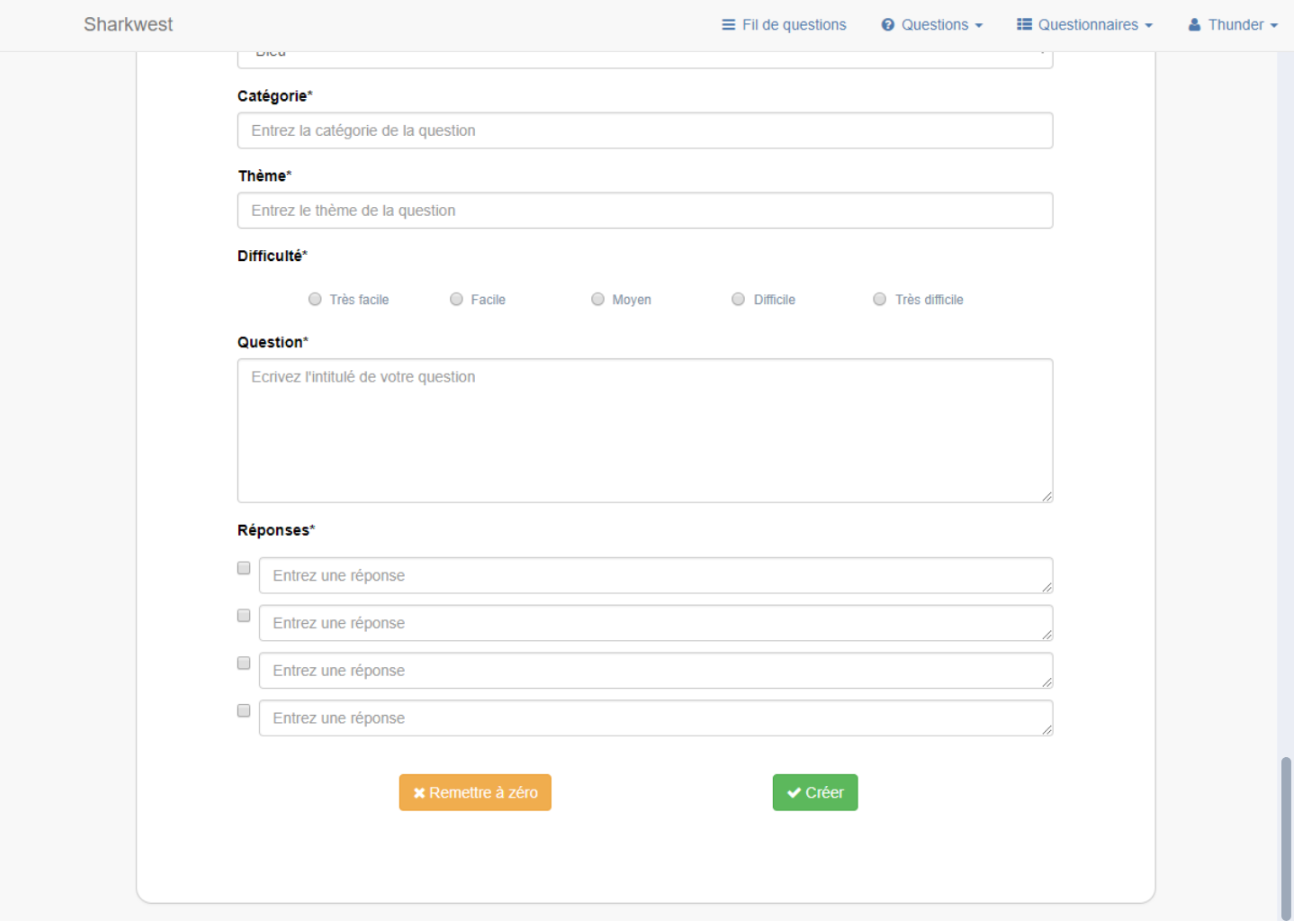 Sharkwest
Fil de questions
Questions
Questionnaires
Thunder
Catégorie*
Entrez la catégorie de la question
Thème*
Entrez le thème de la question
Difficulté*
Très facile Facile Moyen Difficile Très difficile
Question*
Ecrivez l'intitulé de votre question
Réponses*
Entrez une réponse
Entrez une réponse
Entrez une réponse
Entrez une réponse
Remettre à zéro
Créer